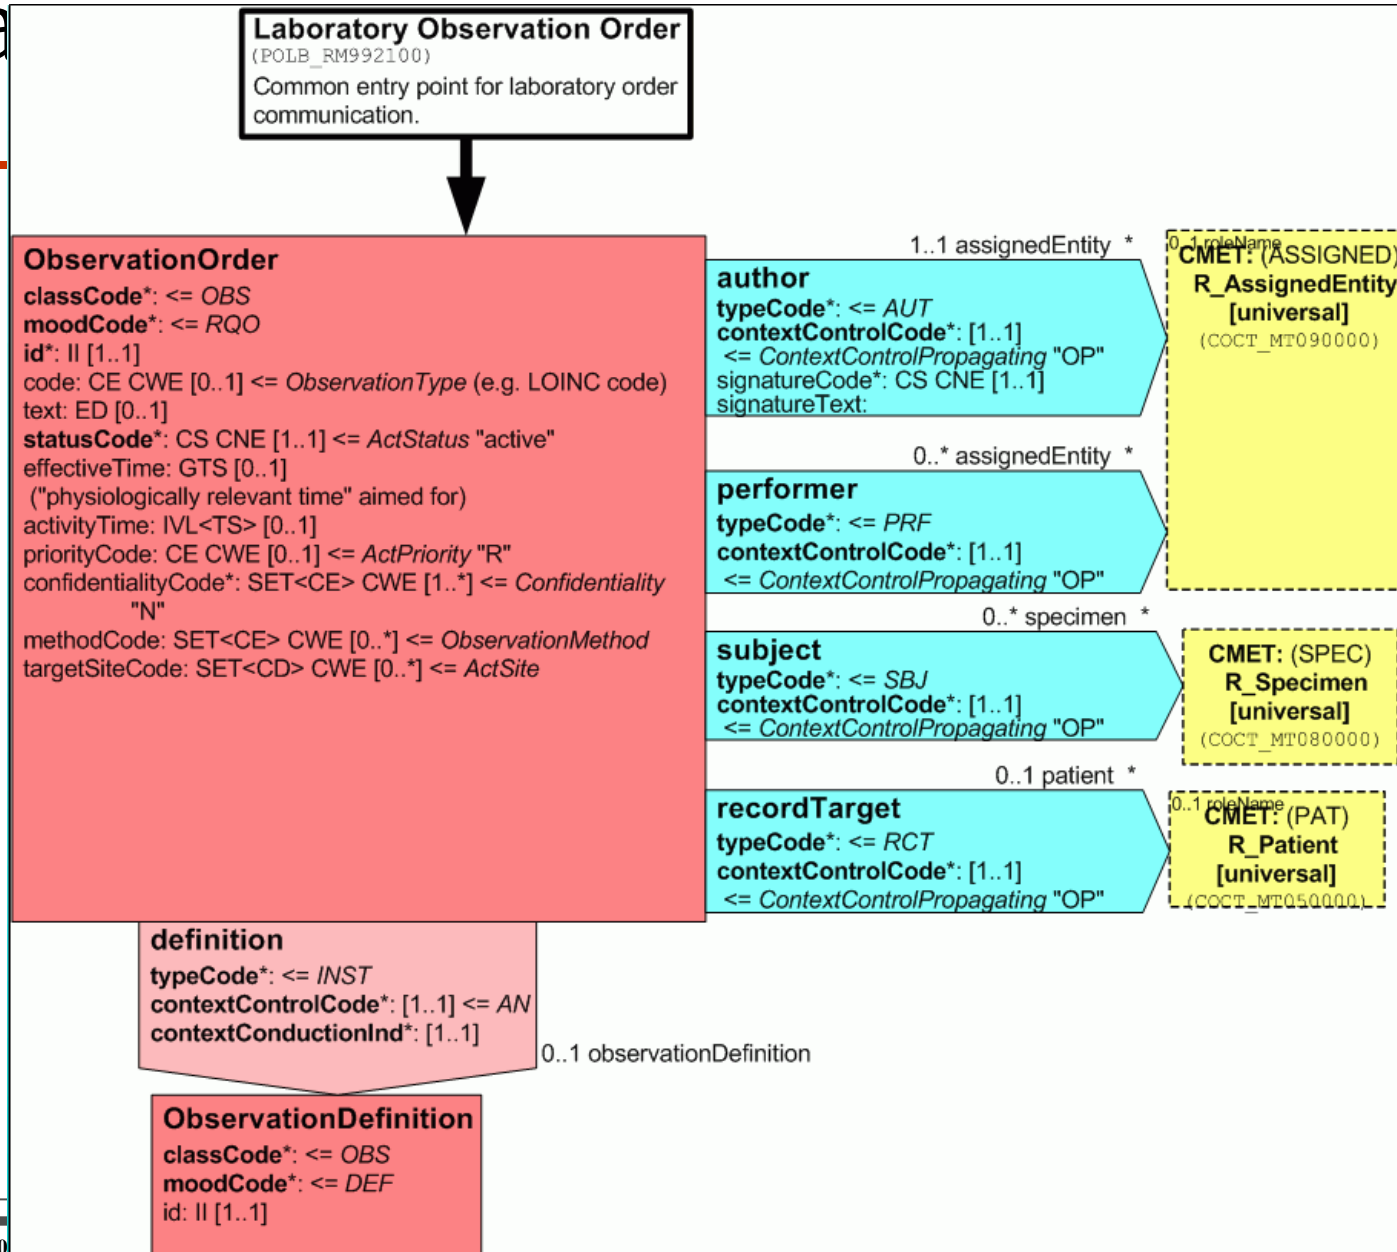 Laboratory Observation Order
(POLB_RM992100)
Common entry point for laboratory order
communication.
ObservationOrder
classCode*: <= OBS
moodCode*: <= RQO
id*: II [1..1]
code: CE CWE [0..1] <= ObservationType (e.g. LOINC code)
text: ED [0..1]
statusCode*: CS CNE [1..1] <= ActStatus "active"
effectiveTime: GTS [0..1]
("physiologically relevant time" aimed for)
activityTime: IVL<TS> [0..1]
priorityCode: CE CWE [0..1] <= ActPriority "R"
confidentialityCode*: SET<CE> CWE [1..*] <= Confidentiality
"N"
methodCode: SET<CE> CWE [0..*] <= ObservationMethod
targetSiteCode: SET<CD> CWE [0..*] <= ActSite
1..1 assignedEntity *
author
typeCode*: <= AUT
contextControlCode*: [1..1]
<= ContextControlPropagating "OP"
signatureCode*: CS CNE [1..1]
signatureText:
0..1 roleName
CMET: (ASSIGNED)
R_AssignedEntity
[universal]
(COCT_MT090000)
0..* assignedEntity *
performer
typeCode*: <= PRF
contextControlCode*: [1..1]
<= ContextControlPropagating "OP"
0..* specimen *
subject
typeCode*: <= SBJ
contextControlCode*: [1..1]
<= ContextControlPropagating "OP"
CMET: (SPEC)
R_Specimen
[universal]
(COCT_MT080000)
0..1 patient *
recordTarget
typeCode*: <= RCT
contextControlCode*: [1..1]
<= ContextControlPropagating "OP"
0..1 roleName
CMET: (PAT)
R_Patient
[universal]
(COCT_MT050000)
definition
typeCode*: <= INST
contextControlCode*: [1..1] <= AN
contextConductionInd*: [1..1]
0..1 observationDefinition
ObservationDefinition
classCode*: <= OBS
moodCode*: <= DEF
id: II [1..1]